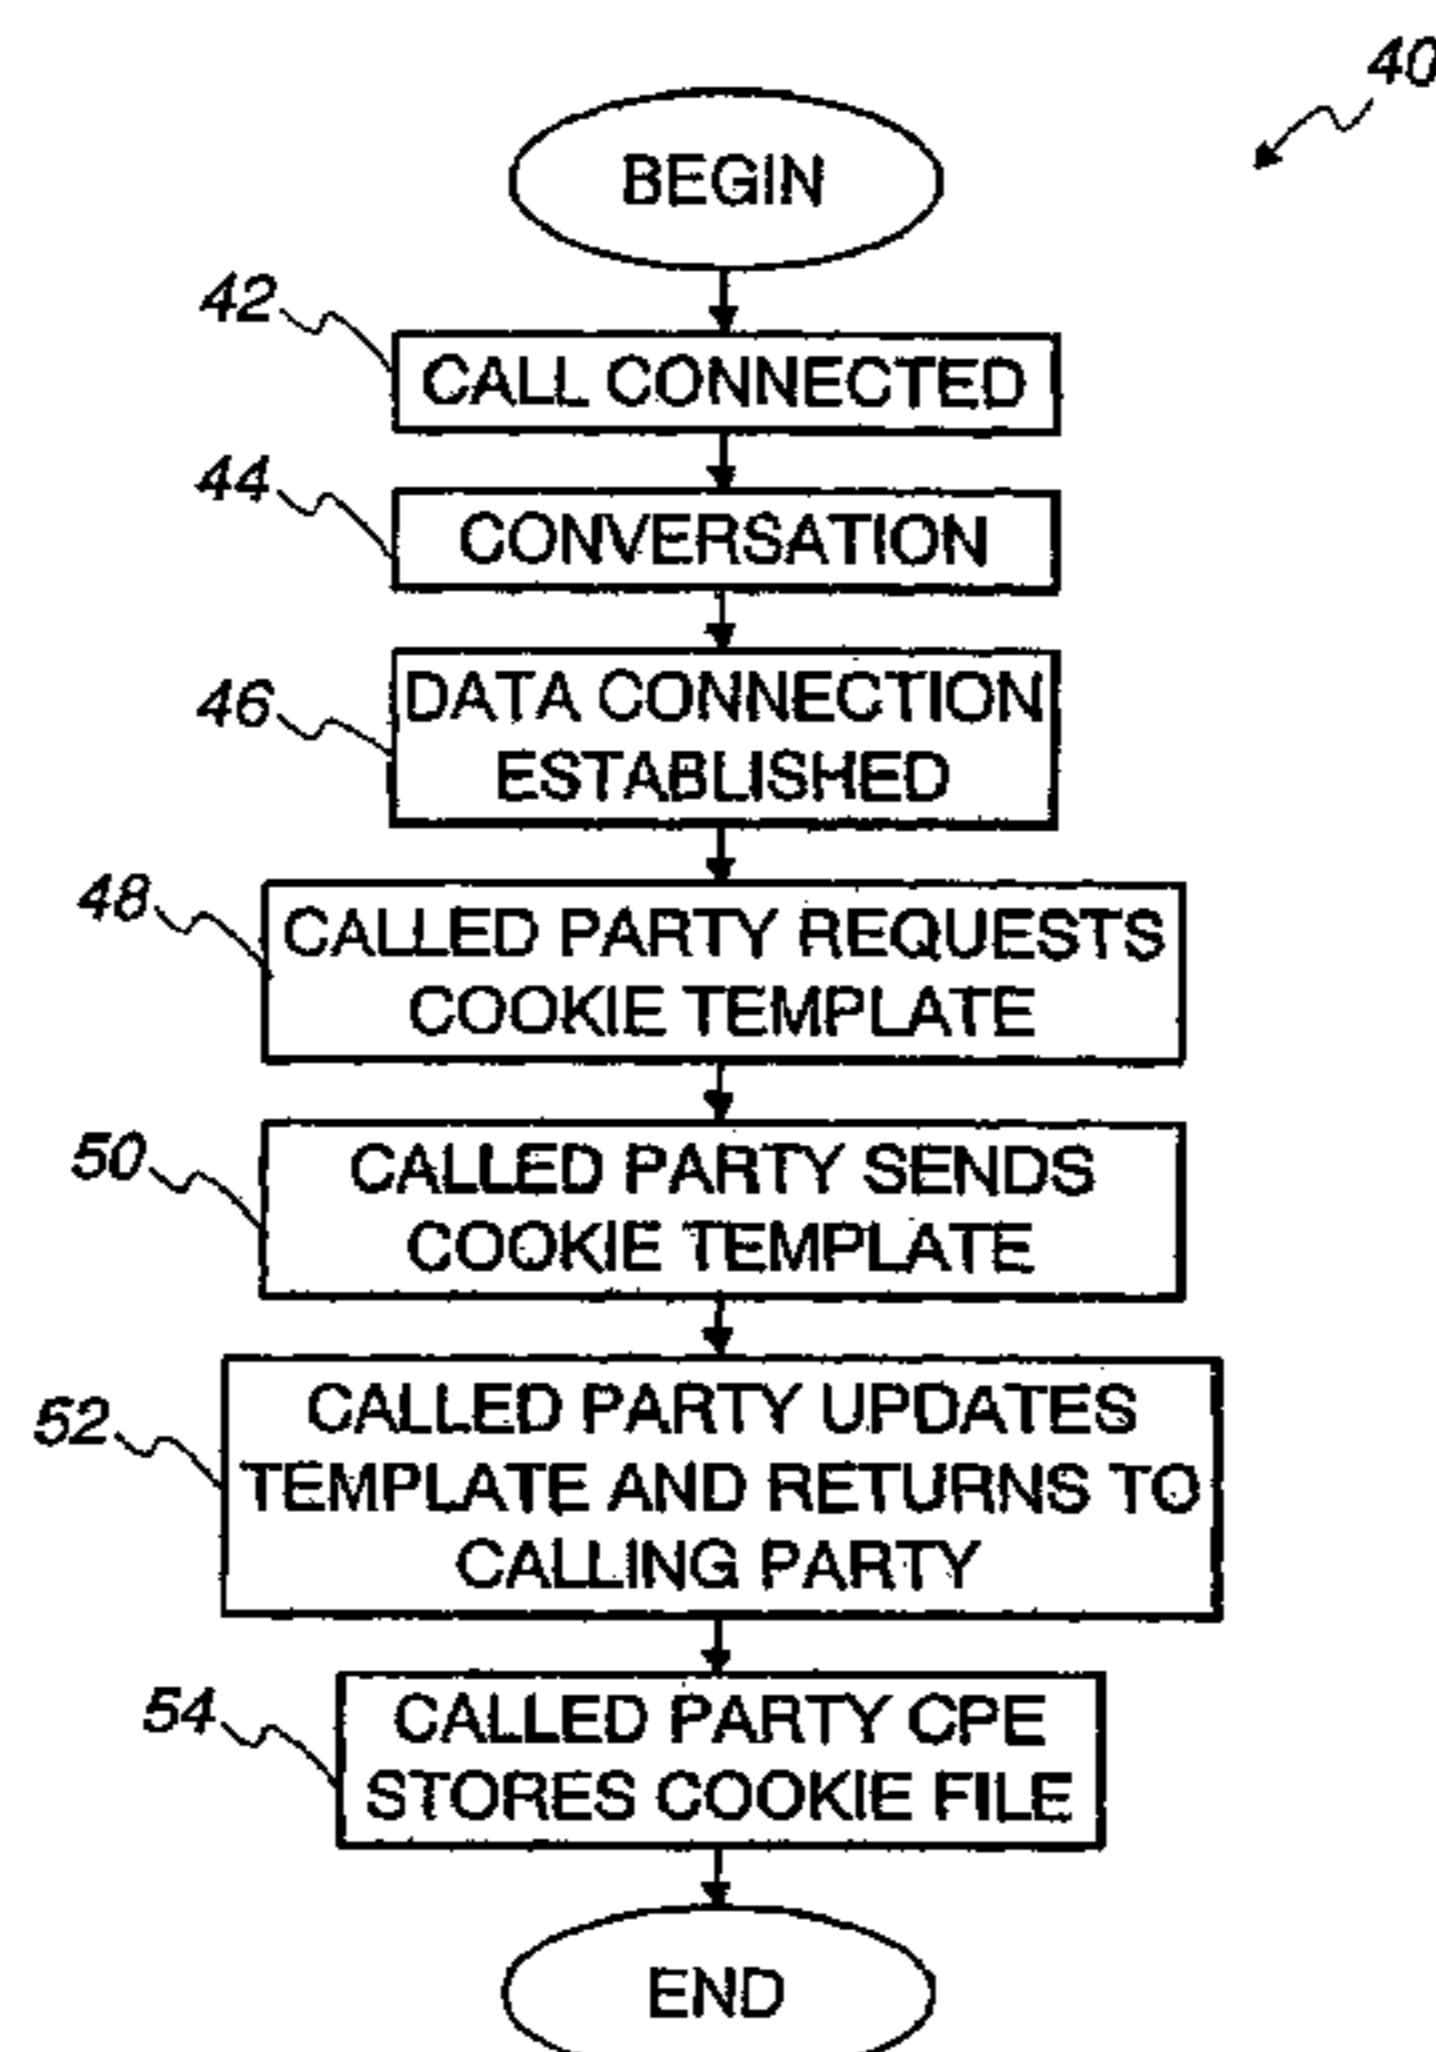 40
BEGIN
42
CALL CONNECTED
44
CONVERSATION
46
DATA CONNECTION
ESTABLISHED
48
CALLED PARTY REQUESTS
COOKIE TEMPLATE
50
CALLED PARTY SENDS
COOKIE TEMPLATE
52
CALLED PARTY UPDATES
TEMPLATE AND RETURNS TO
CALLING PARTY
54
CALLED PARTY CPE
STORES COOKIE FILE
END